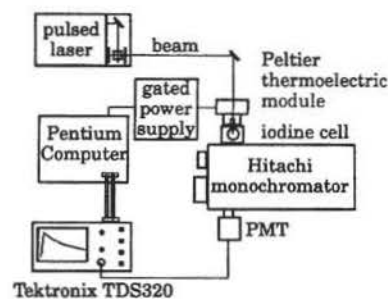 pulsed
laser
beam
Peltier
thermoelectric
module
gated
power
supply
iodine cell
Pentium
Computer
Hitachi
monochromator
PMT
Tektronix TDS320